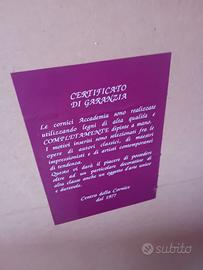 CERTIFICATO
DI GARANZIA
Le cornici Accademia sono realizzate
utilizzando legni di alta qualità e
COMPLETAMENTE dipinte a mano.
I motivi inseriti sono selezionati fra le
opere di autori classici, di maestri
impressionisti e di artisti contemporanei
di tendenza.
Questo vi darà il piacere di possedere
oltre ad un particolare decorativo di
alta classe anche un oggetto d'arte unico
e durevole.
Centro della Cornice
dal 1977
subito